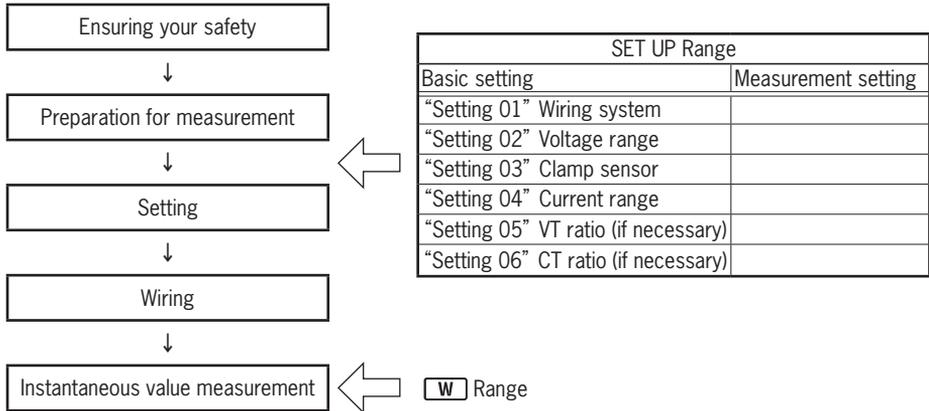 Ensuring your safety
↓
Preparation for measurement
↓
Setting
↓
Wiring
↓
Instantaneous value measurement
SET UP Range
Basic setting Measurement setting
“Setting 01” Wiring system
“Setting 02” Voltage range
“Setting 03” Clamp sensor
“Setting 04” Current range
“Setting 05” VT ratio (if necessary)
“Setting 06” CT ratio (if necessary)
W Range